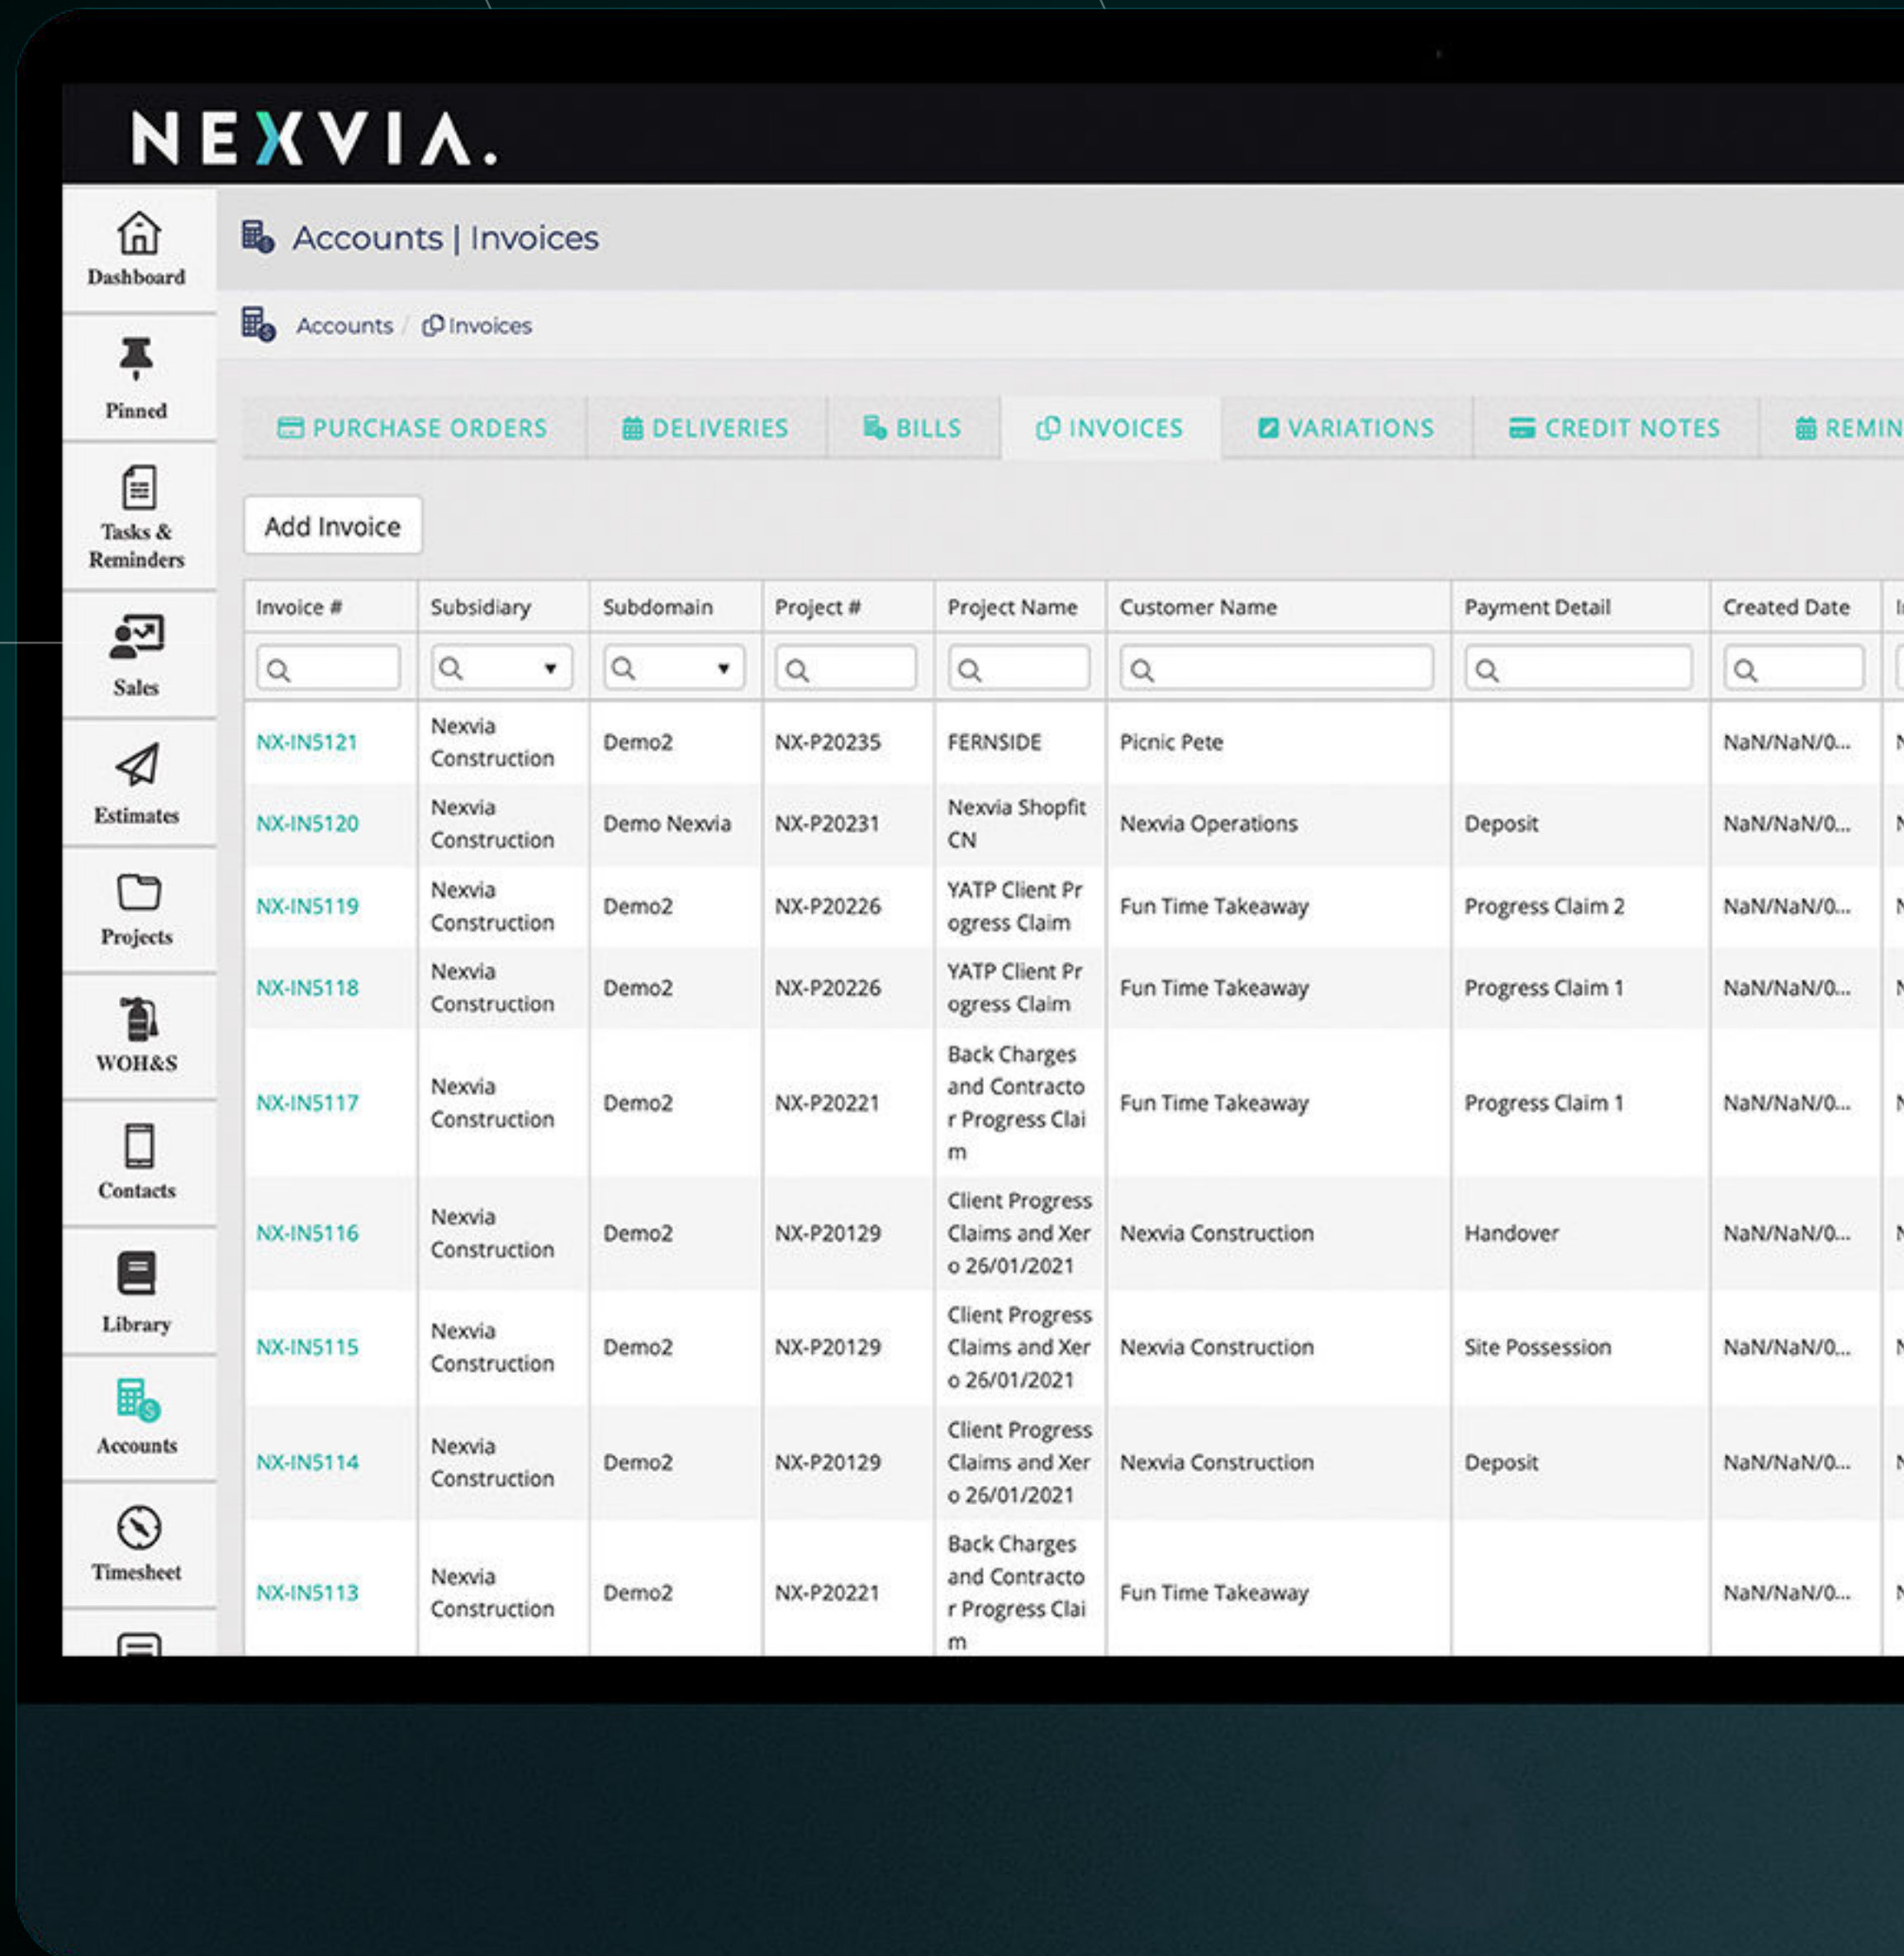 NEXVIA.
Dashboard
Pinned
Tasks &
Reminders
Sales
Estimates
Projects
WOH&S
Contacts
Library
Accounts
Timesheet
Accounts | Invoices
Accounts / Invoices
PURCHASE ORDERS DELIVERIES BILLS INVOICES VARIATIONS CREDIT NOTES REMIN
Add Invoice
Invoice # Subsidiary Subdomain Project # Project Name Customer Name Payment Detail Created Date
NX-IN5121 Nexvia Construction Demo2 NX-P20235 FERNSIDE Picnic Pete NaN/NaN/0...
NX-IN5120 Nexvia Construction Demo Nexvia NX-P20231 Nexvia Shopfit CN Nexvia Operations Deposit NaN/NaN/0...
NX-IN5119 Nexvia Construction Demo2 NX-P20226 YATP Client Pr ogress Claim Fun Time Takeaway Progress Claim 2 NaN/NaN/0...
NX-IN5118 Nexvia Construction Demo2 NX-P20226 YATP Client Pr ogress Claim Fun Time Takeaway Progress Claim 1 NaN/NaN/0...
NX-IN5117 Nexvia Construction Demo2 NX-P20221 Back Charges and Contracto r Progress Clai m Fun Time Takeaway Progress Claim 1 NaN/NaN/0...
NX-IN5116 Nexvia Construction Demo2 NX-P20129 Client Progress Claims and Xer o 26/01/2021 Nexvia Construction Handover NaN/NaN/0...
NX-IN5115 Nexvia Construction Demo2 NX-P20129 Client Progress Claims and Xer o 26/01/2021 Nexvia Construction Site Possession NaN/NaN/0...
NX-IN5114 Nexvia Construction Demo2 NX-P20129 Client Progress Claims and Xer o 26/01/2021 Nexvia Construction Deposit NaN/NaN/0...
NX-IN5113 Nexvia Construction Demo2 NX-P20221 Back Charges and Contracto r Progress Clai m Fun Time Takeaway NaN/NaN/0...